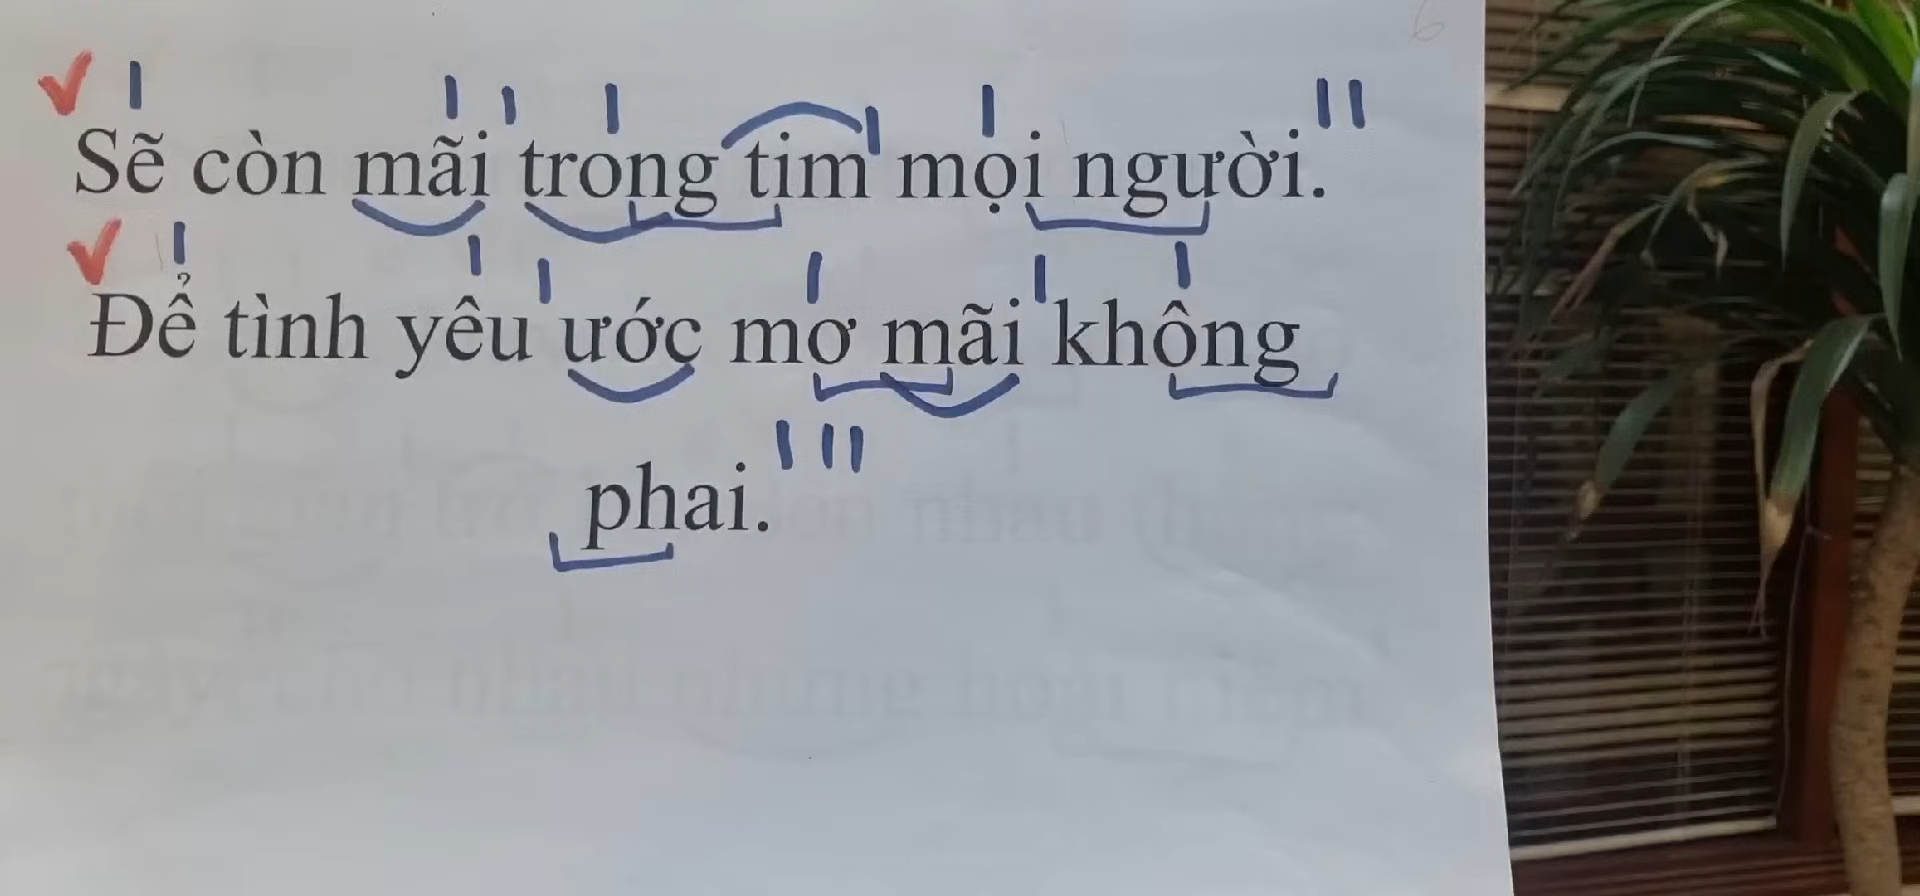 Sẽ còn mãi trong tim mọi người.
Để tình yêu ước mơ mãi không
phai.